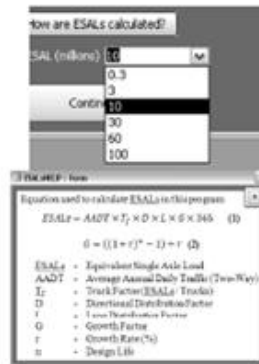 How are ESALs calculated?
ESAL (millions) 10
0.3
3
10
30
60
100
Contin
ESALsHELP : Form
Equation used to calculate ESALs in this program:
ESALs = AADT × T_f × D × L × G × 365 (1)
G = ((1 + r)^n − 1) ÷ r (2)
ESALs - Equivalent Single Axle Load
AADT - Average Annual Daily Traffic (Two-Way)
T_f - Truck Factor (ESALs / Trucks)
D - Directional Distribution Factor
L - Lane Distribution Factor
G - Growth Factor
r - Growth Rate (%)
n - Design Life